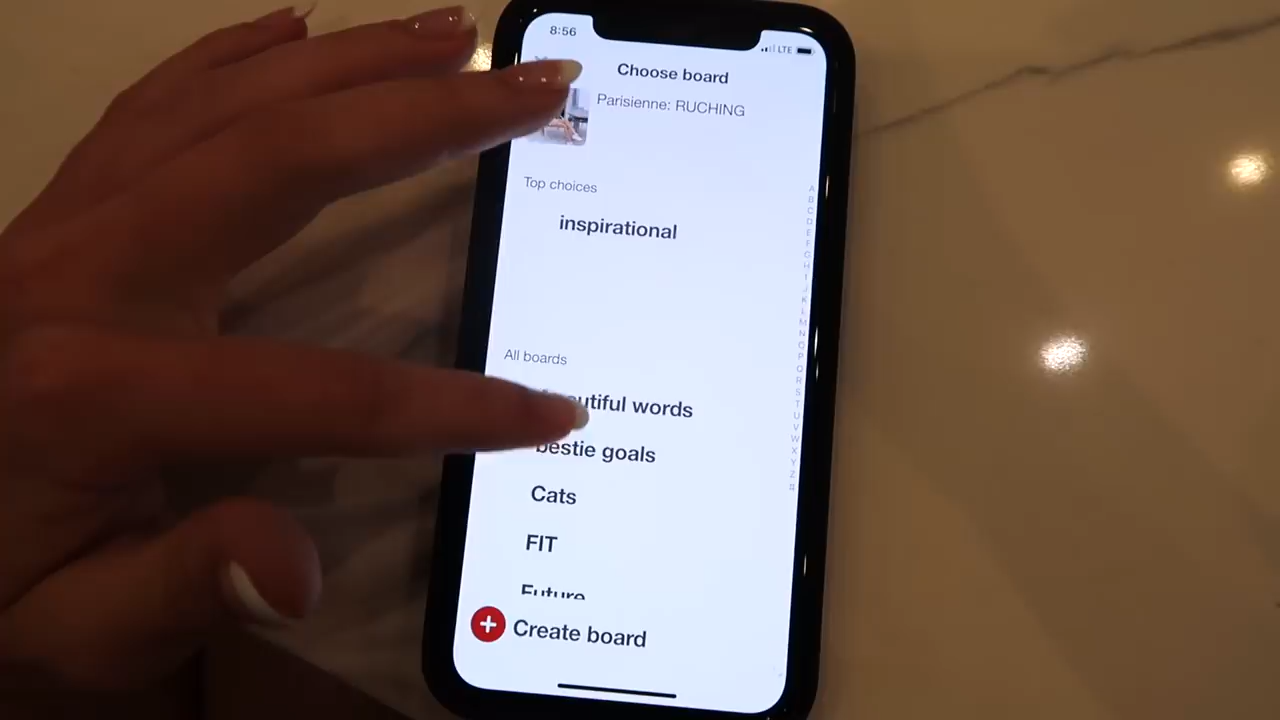 8:56
LTE
Choose board
Parisienne: RUCHING
Top choices
inspirational
All boards
words
bestie goals
Cats
FIT
Future
Create board
A
B
C
D
E
F
G
H
I
J
K
L
M
N
O
P
Q
R
S
T
U
V
W
X
Y
Z
#